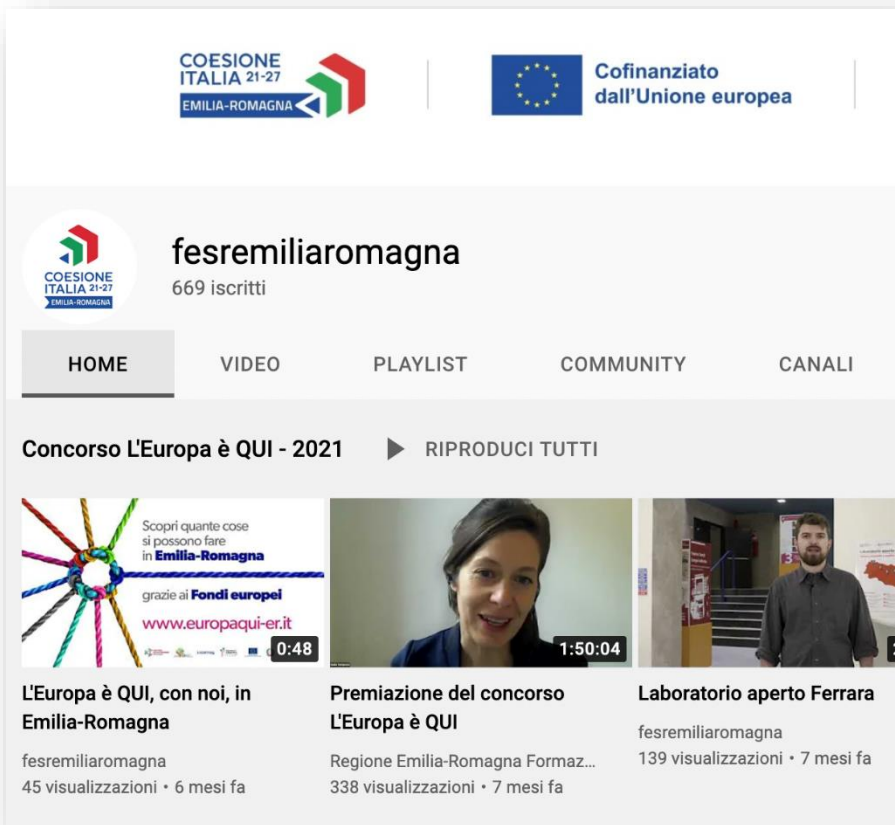 COESIONE
ITALIA 21-27
EMILIA-ROMAGNA
Cofinanziato
dall'Unione europea
COESIONE
ITALIA 21-27
EMILIA-ROMAGNA
fesremiliaromagna
669 iscritti
HOME VIDEO PLAYLIST COMMUNITY CANALI
Concorso L'Europa è QUI - 2021 RIPRODUCI TUTTI
Scopri quante cose
si possono fare
in Emilia-Romagna
grazie ai Fondi europei
www.europaqui-er.it
0:48
1:50:04
L'Europa è QUI, con noi, in
Emilia-Romagna
fesremiliaromagna
45 visualizzazioni • 6 mesi fa
Premiazione del concorso
L'Europa è QUI
Regione Emilia-Romagna Formaz...
338 visualizzazioni • 7 mesi fa
Laboratorio aperto Ferrara
fesremiliaromagna
139 visualizzazioni • 7 mesi fa